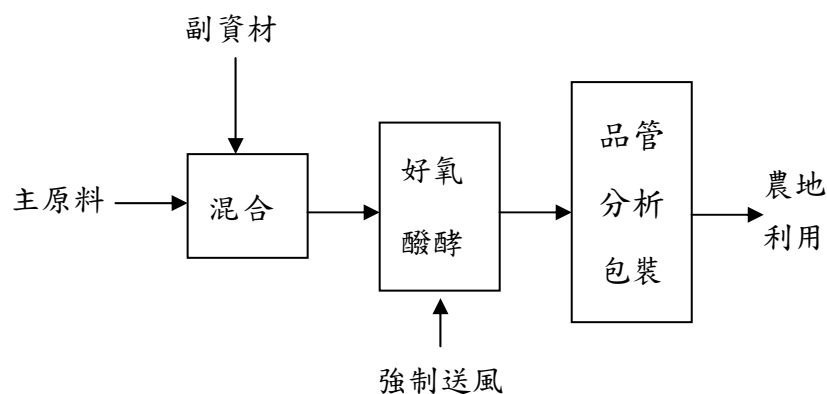 副資材
主原料
混合
好氧
醱酵
強制送風
品管
分析
包裝
農地
利用